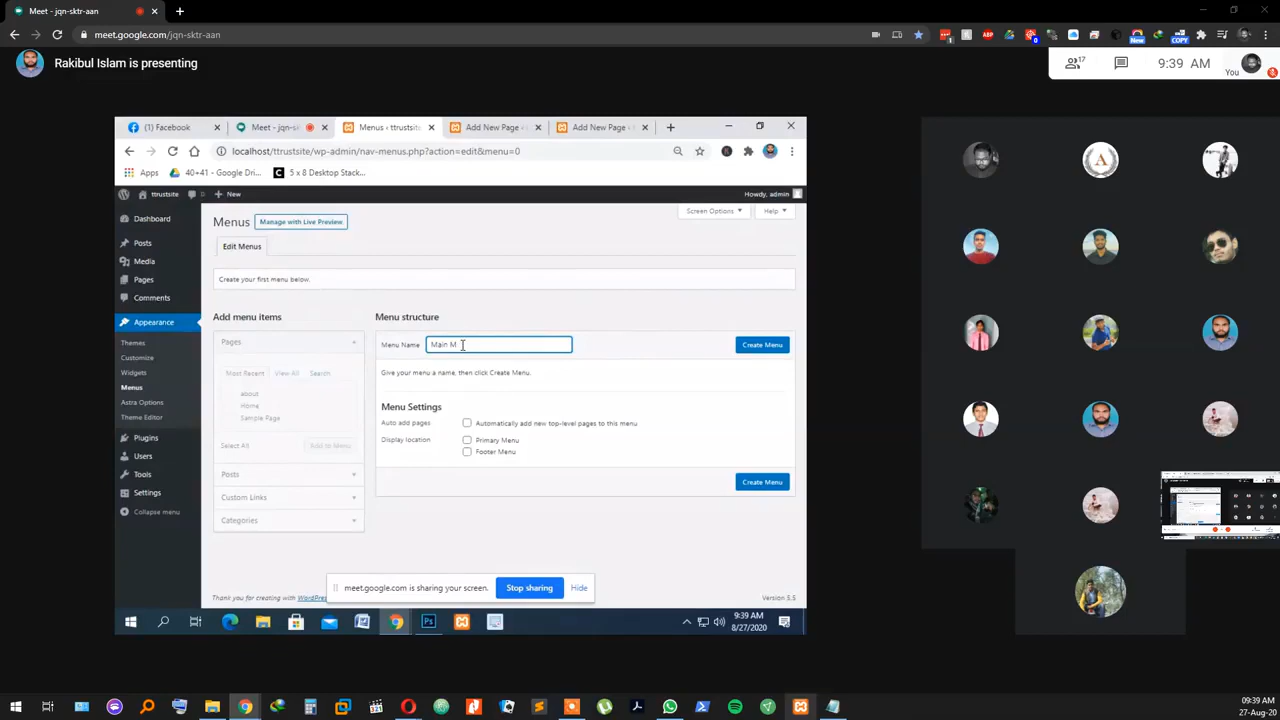 Meet - jqn-sktr-aan
meet.google.com/jqn-sktr-aan
New
COPY
Rakibul Islam is presenting
17
9:39 AM
You
(1) Facebook
Meet - jqn-sk
Menus ‹ ttrustsite
Add New Page
Add New Page
localhost/ttrustsite/wp-admin/nav-menus.php?action=edit&menu=0
Apps
40+41 - Google Dri...
5 x 8 Desktop Stack...
ttrustsite
0
New
Howdy, admin
Dashboard
Posts
Media
Pages
Comments
Appearance
Themes
Customize
Widgets
Menus
Astra Options
Theme Editor
Plugins
Users
Tools
Settings
Collapse menu
Menus
Manage with Live Preview
Screen Options
Help
Edit Menus
Create your first menu below.
Add menu items
Pages
Most Recent
View All
Search
about
Home
Sample Page
Select All
Add to Menu
Posts
Custom Links
Categories
Menu structure
Menu Name
Main M
Create Menu
Give your menu a name, then click Create Menu.
Menu Settings
Auto add pages
Automatically add new top-level pages to this menu
Display location
Primary Menu
Footer Menu
Create Menu
Thank you for creating with WordPres
Version 5.5
meet.google.com is sharing your screen.
Stop sharing
Hide
9:39 AM
8/27/2020
A
Ps
09:39 AM
27-Aug-20